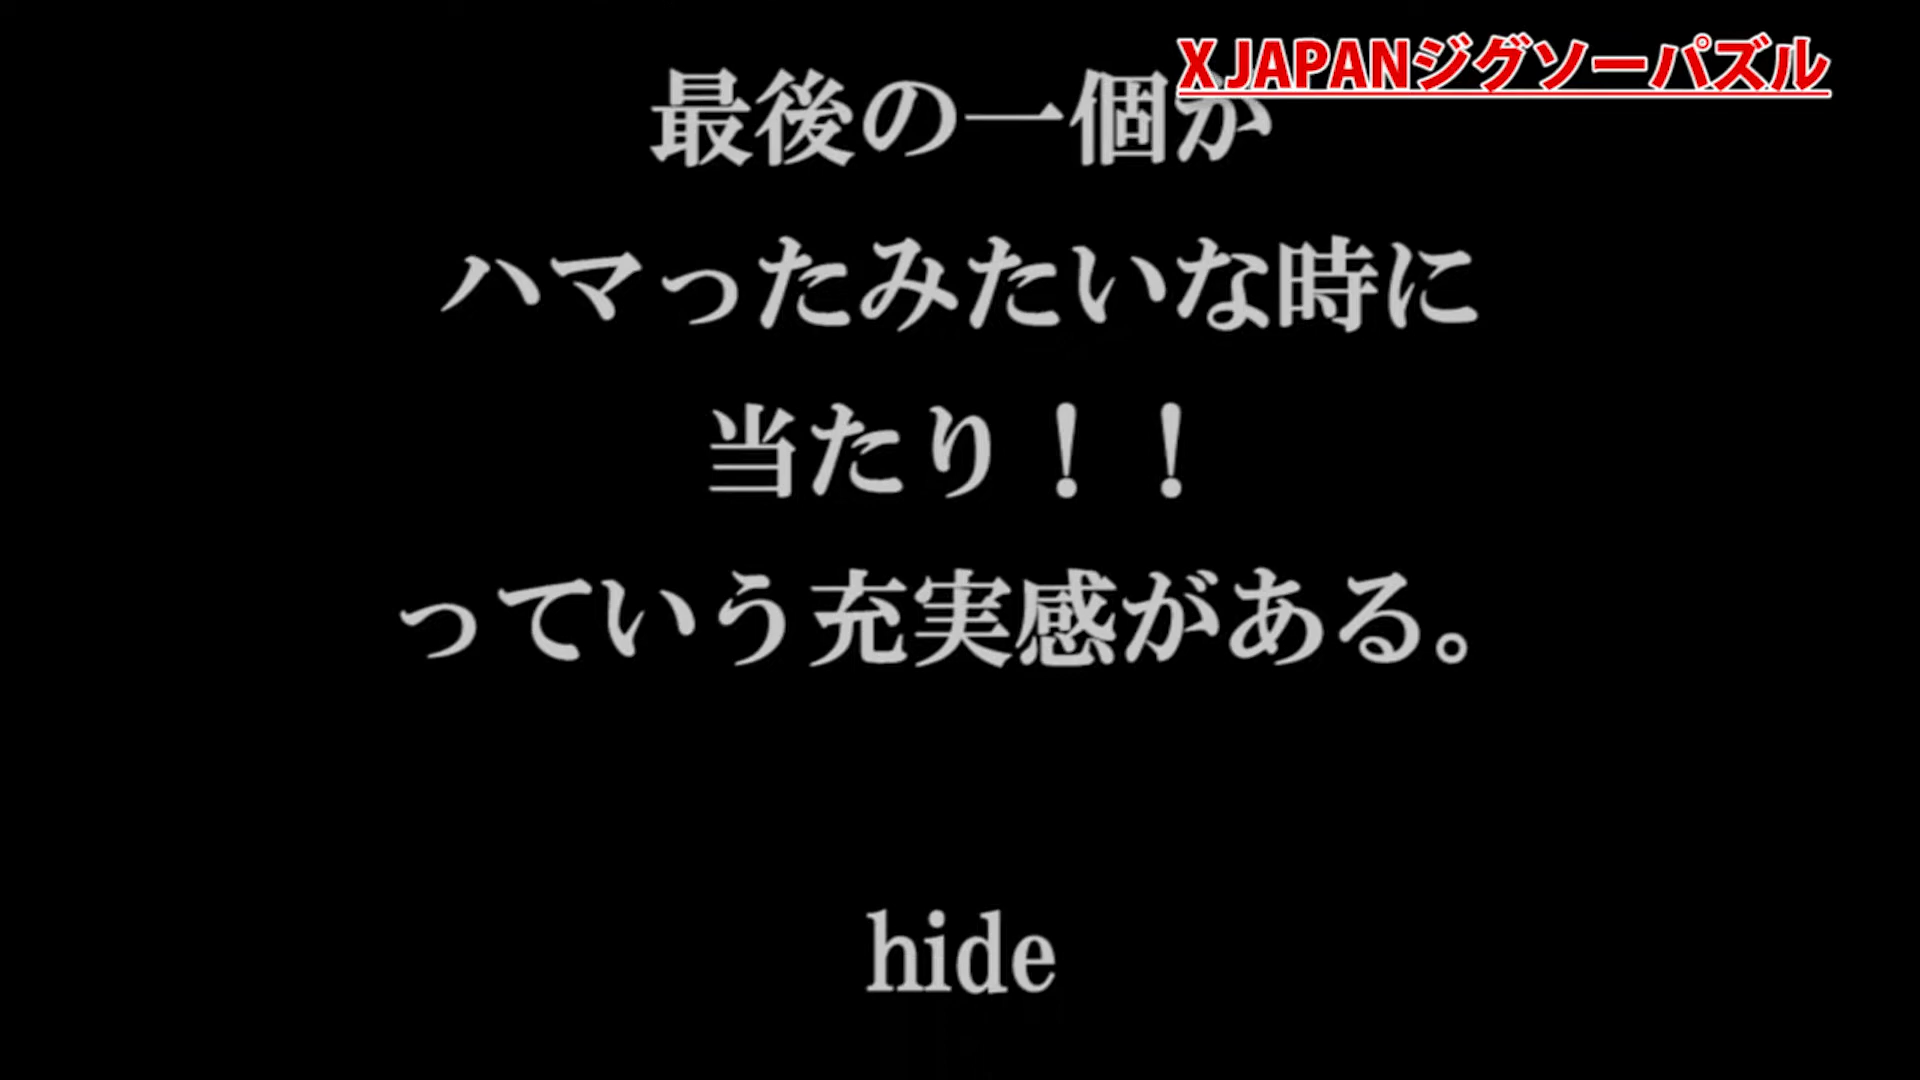 X JAPANジグソーパズル
最後の一個が
ハマったみたいな時に
当たり！！
っていう充実感がある。
hide